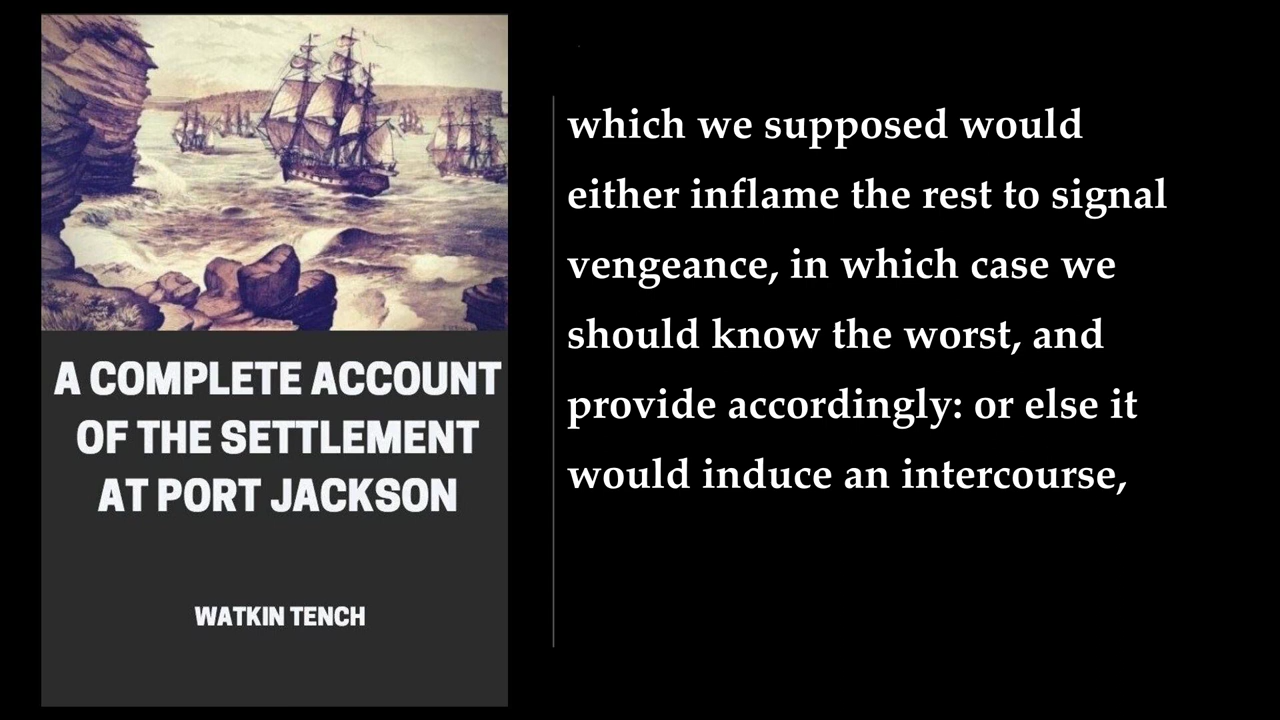 A COMPLETE ACCOUNT
OF THE SETTLEMENT
AT PORT JACKSON
WATKIN TENCH
which we supposed would
either inflame the rest to signal
vengeance, in which case we
should know the worst, and
provide accordingly: or else it
would induce an intercourse,